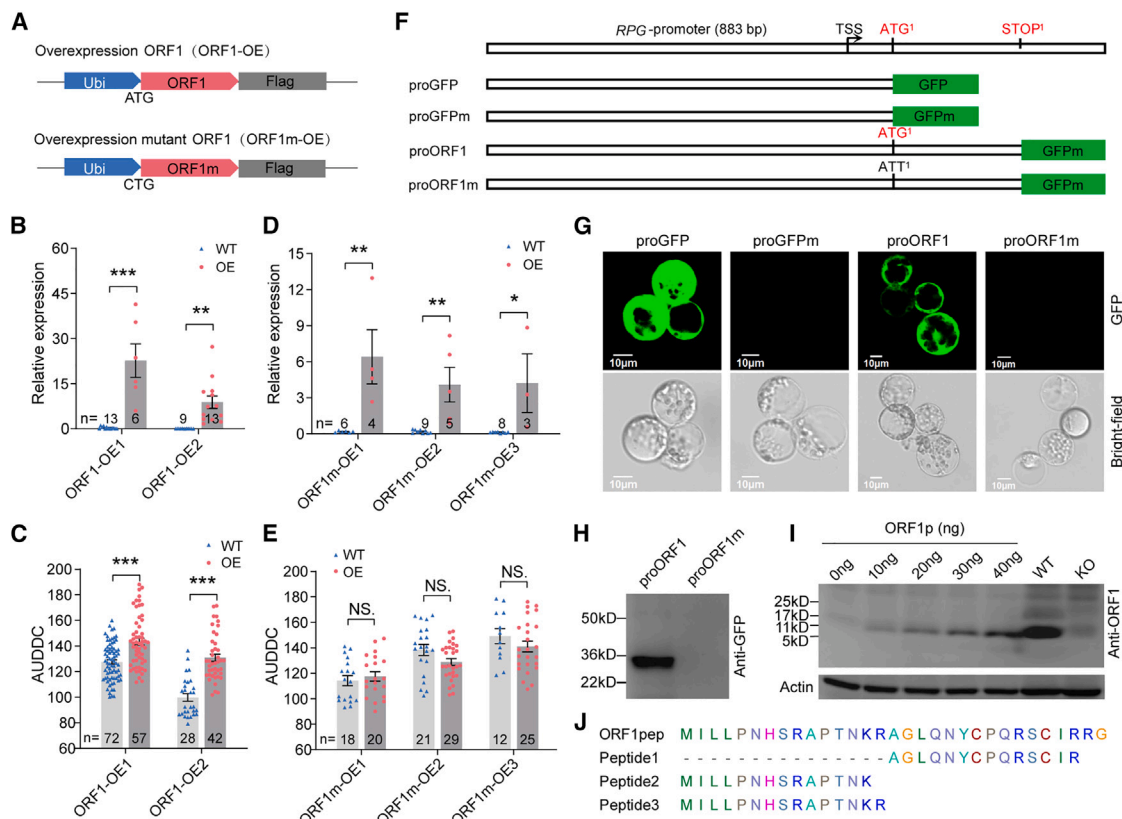 A
Overexpression ORF1（ORF1-OE）
Ubi ORF1 Flag
ATG
Overexpression mutant ORF1（ORF1m-OE）
Ubi ORF1m Flag
CTG
B
60
45
30
15
0
Relative expression
WT
OE
***
**
n= 13 6 9 13
ORF1-OE1 ORF1-OE2
D
15
12
9
6
3
0
Relative expression
WT
OE
**
**
*
n= 6 4 9 5 8 3
ORF1m-OE1 ORF1m-OE2 ORF1m-OE3
C
200
180
160
140
120
100
80
60
AUDDC
WT
OE
***
***
n= 72 57 28 42
ORF1-OE1 ORF1-OE2
E
200
180
160
140
120
100
80
60
AUDDC
WT
OE
NS.
NS.
NS.
n= 18 20 21 29 12 25
ORF1m-OE1 ORF1m-OE2 ORF1m-OE3
F
RPG-promoter (883 bp) TSS ATG¹ STOP¹
proGFP GFP
proGFPm GFPm
ATG¹
proORF1 GFPm
ATT¹
proORF1m GFPm
G
proGFP proGFPm proORF1 proORF1m
10μm 10μm 10μm 10μm
GFP
10μm 10μm 10μm 10μm
Bright-field
H
proORF1 proORF1m
50kD
36kD
22kD
Anti-GFP
I
ORF1p (ng)
0ng 10ng 20ng 30ng 40ng WT KO
25kD
17kD
11kD
5kD
Anti-ORF1
Actin
J
ORF1pep MILLPNHSRAPTNKRAGLQNYCPQRSCIRRG
Peptide1 - - - - - - - - - - - - - - - AGLQNYCPQRSCIR
Peptide2 MILLPNHSRAPTNK
Peptide3 MILLPNHSRAPTNKR